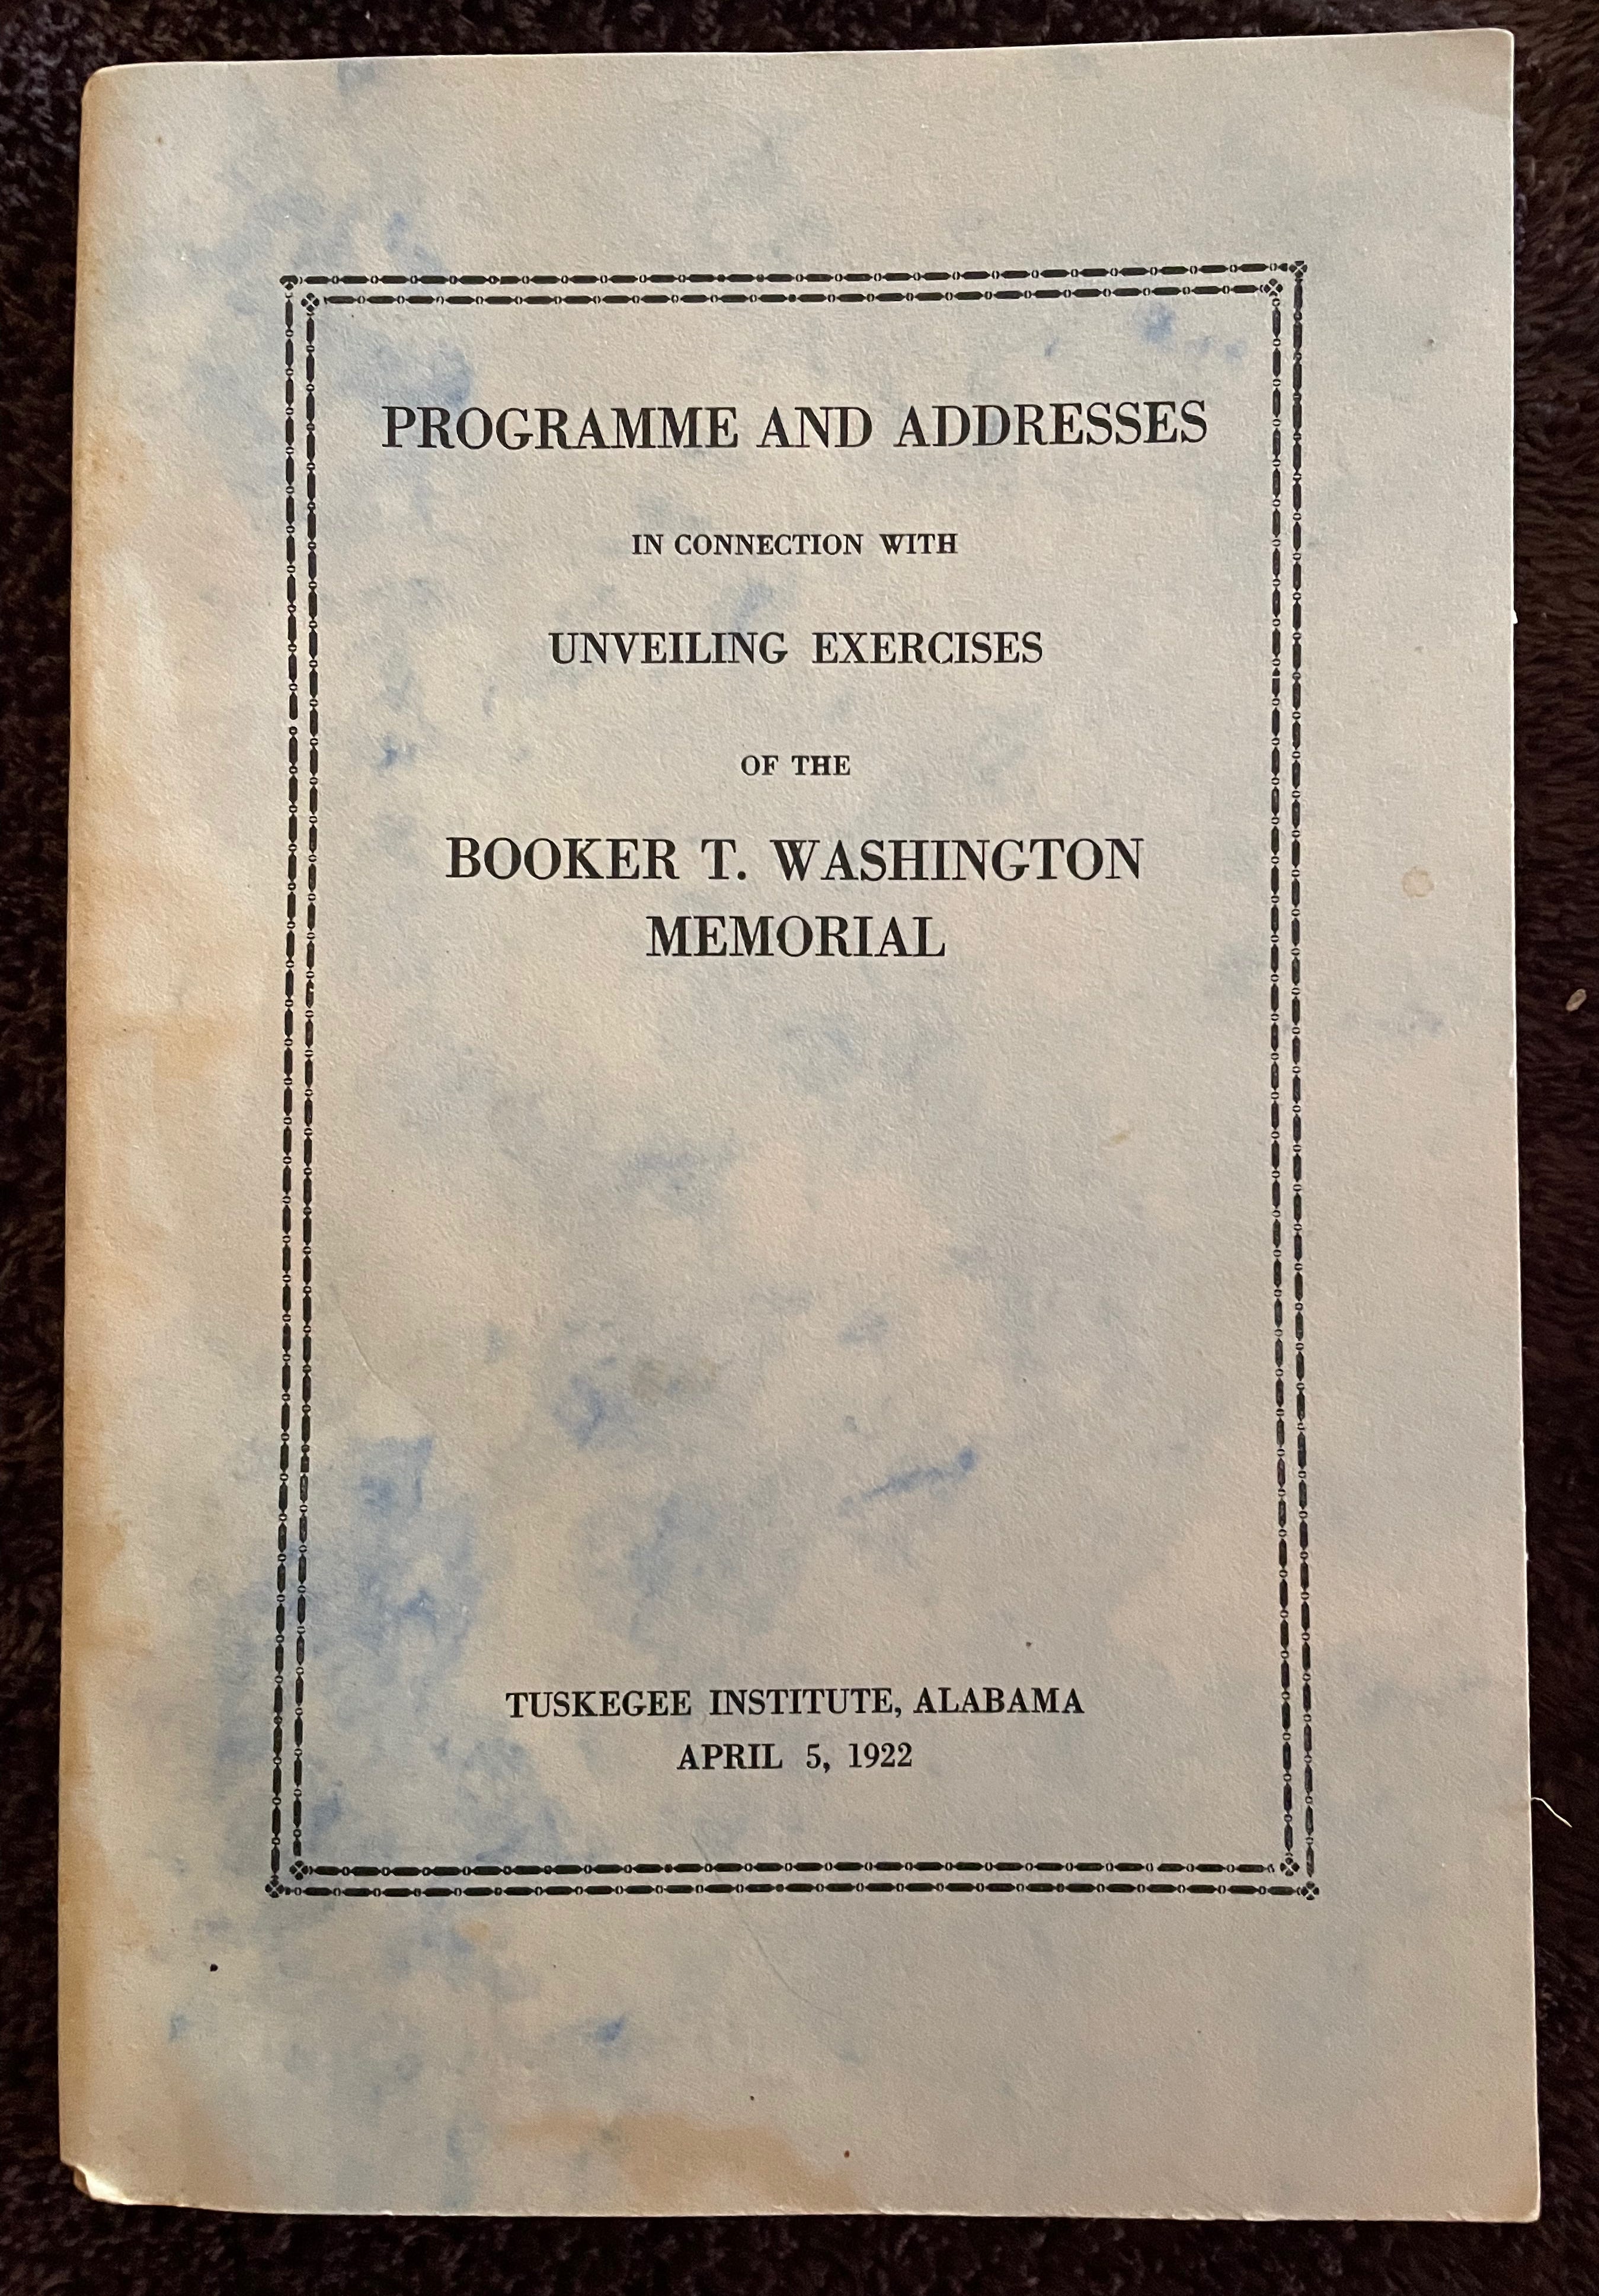 PROGRAMME AND ADDRESSES
IN CONNECTION WITH
UNVEILING EXERCISES
OF THE
BOOKER T. WASHINGTON
MEMORIAL
TUSKEGEE INSTITUTE, ALABAMA
APRIL 5, 1922